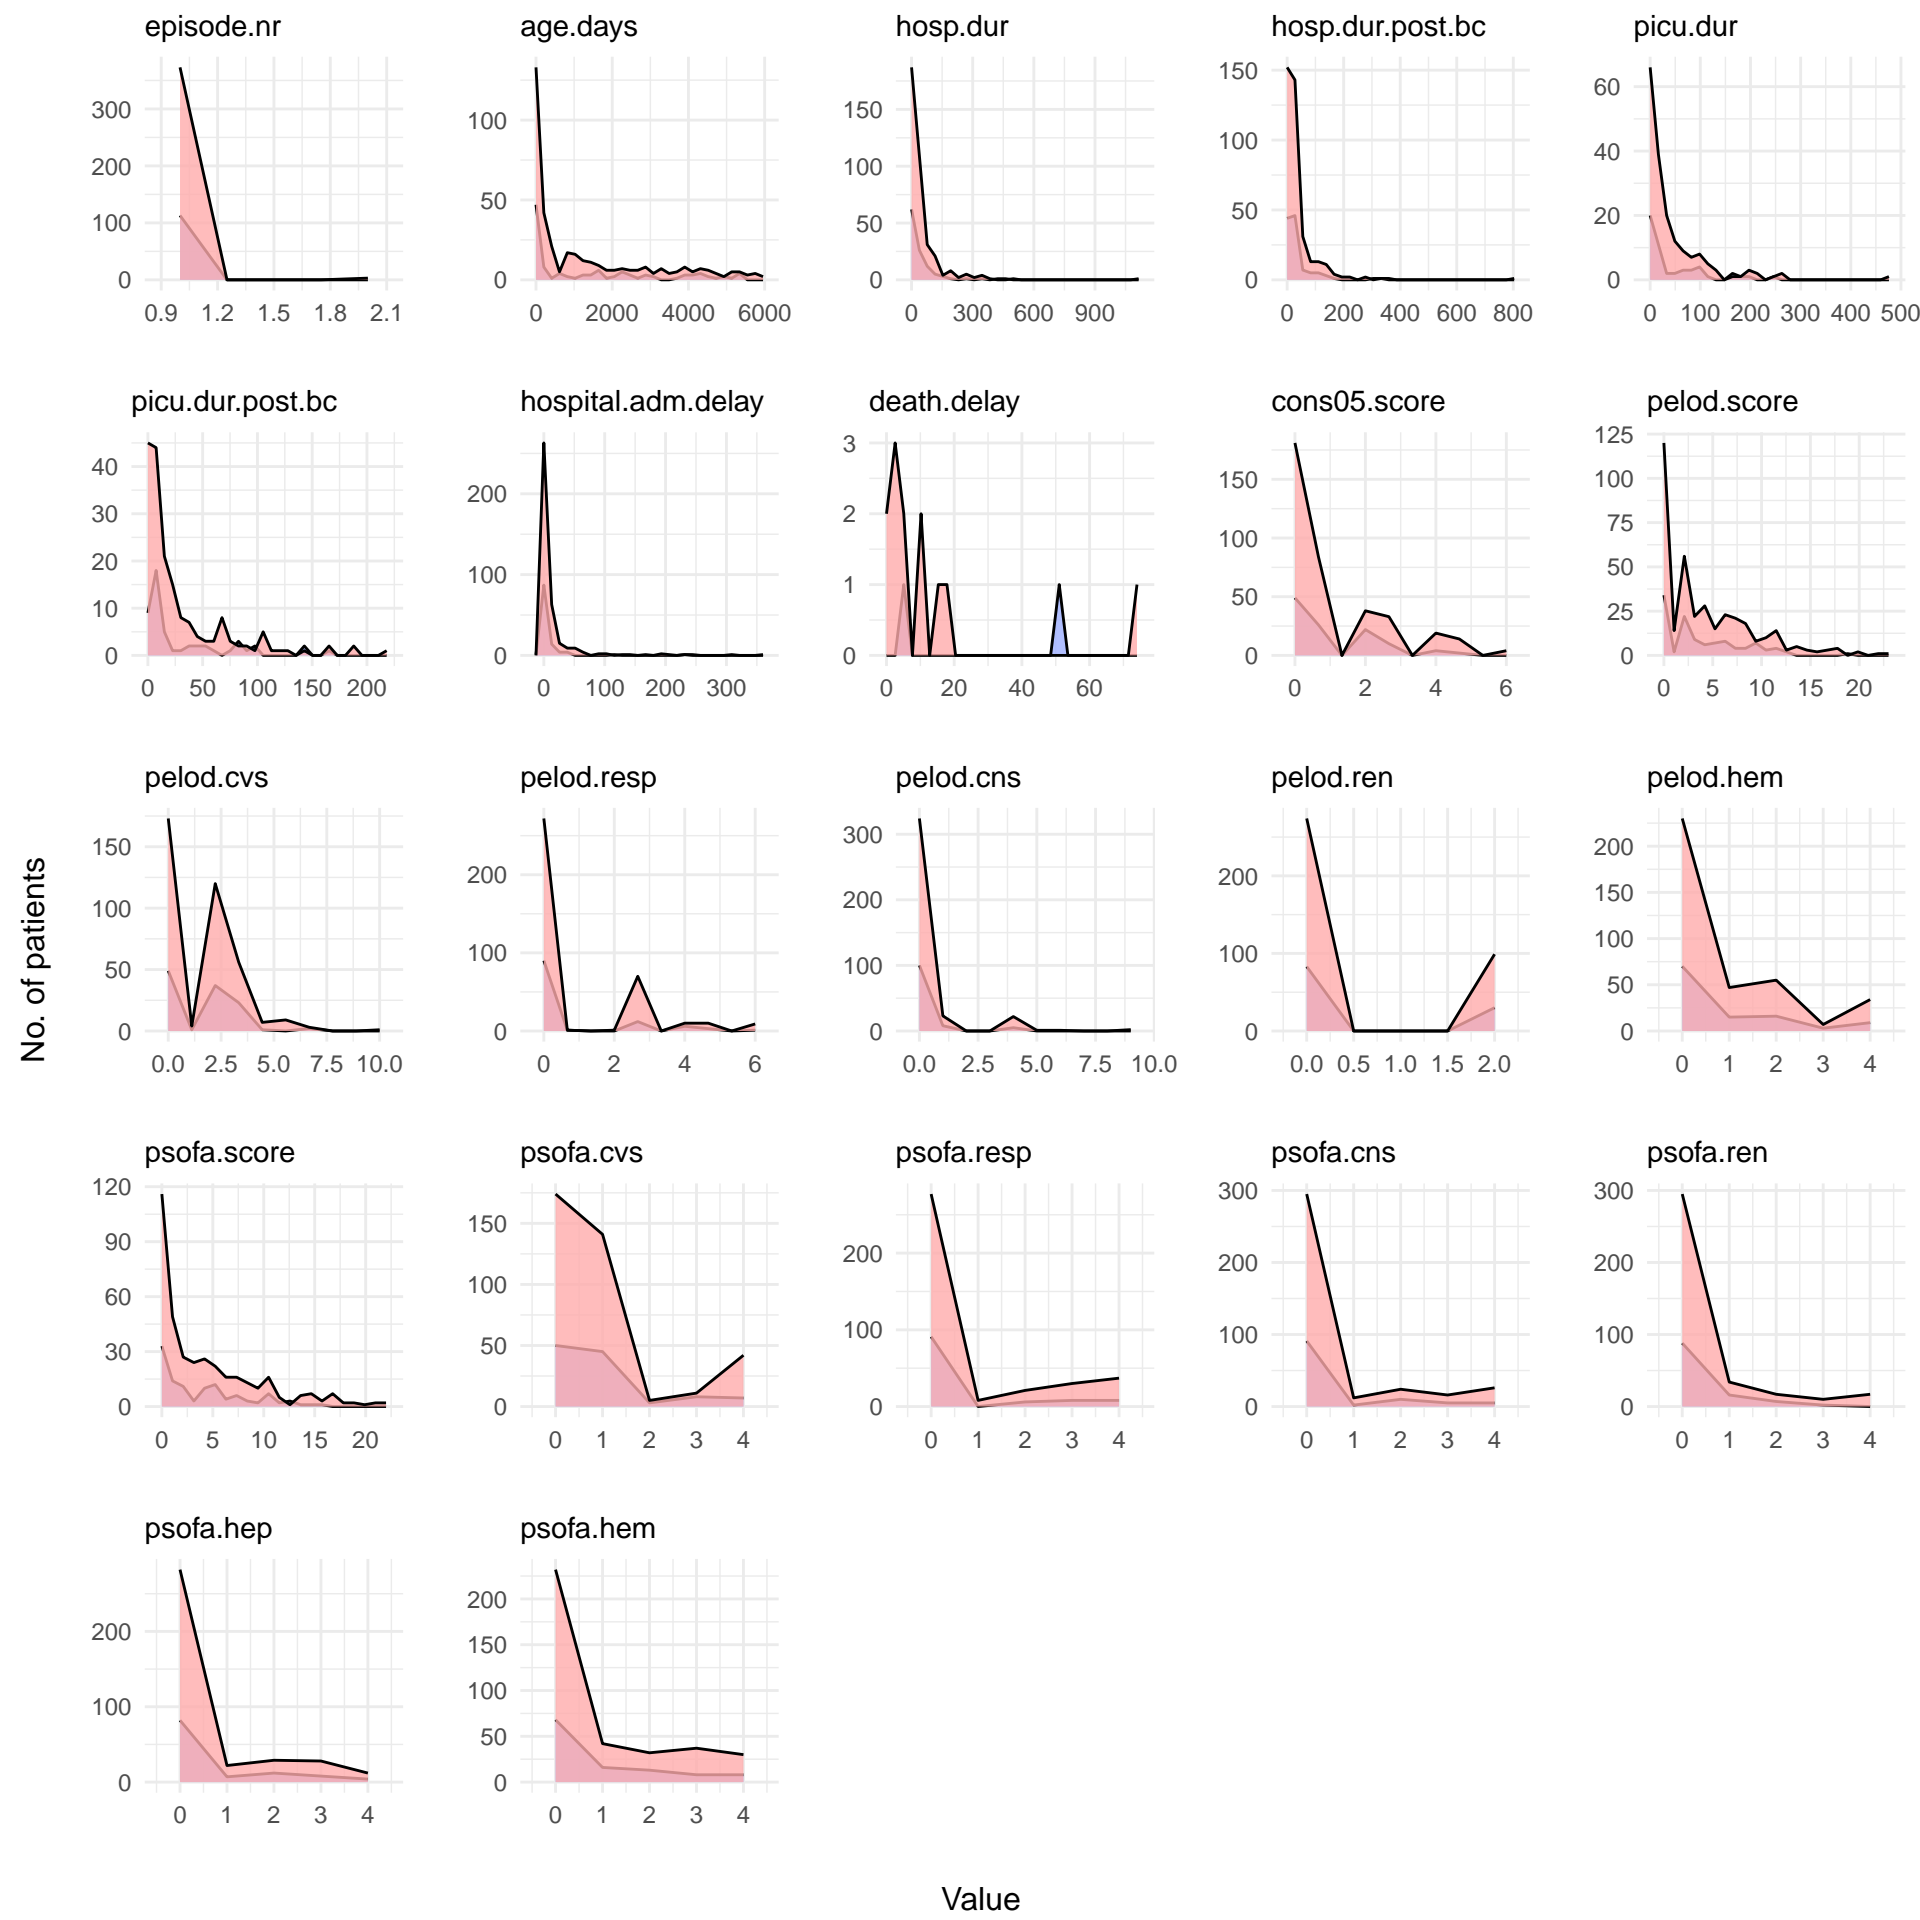 episode.nr age.days hosp.dur hosp.dur.post.bc picu.dur
300 200 100 0
0.9 1.2 1.5 1.8 2.1
100 50 0
0 2000 4000 6000
150 100 50 0
0 300 600 900
150 100 50 0
0 200 400 600 800
60 40 20 0
0 100 200 300 400 500
picu.dur.post.bc hospital.adm.delay death.delay cons05.score pelod.score
40 30 20 10 0
0 50 100 150 200
200 100 0
0 100 200 300
3 2 1 0
0 20 40 60
150 100 50 0
0 2 4 6
125 100 75 50 25 0
0 5 10 15 20
pelod.cvs pelod.resp pelod.cns pelod.ren pelod.hem
150 100 50 0
0.0 2.5 5.0 7.5 10.0
200 100 0
0 2 4 6
300 200 100 0
0.0 2.5 5.0 7.5 10.0
200 100 0
0.0 0.5 1.0 1.5 2.0
200 150 100 50 0
0 1 2 3 4
No. of patients
psofa.score psofa.cvs psofa.resp psofa.cns psofa.ren
120 90 60 30 0
0 5 10 15 20
150 100 50 0
0 1 2 3 4
200 100 0
0 1 2 3 4
300 200 100 0
0 1 2 3 4
300 200 100 0
0 1 2 3 4
psofa.hep psofa.hem
200 100 0
0 1 2 3 4
200 150 100 50 0
0 1 2 3 4
Value